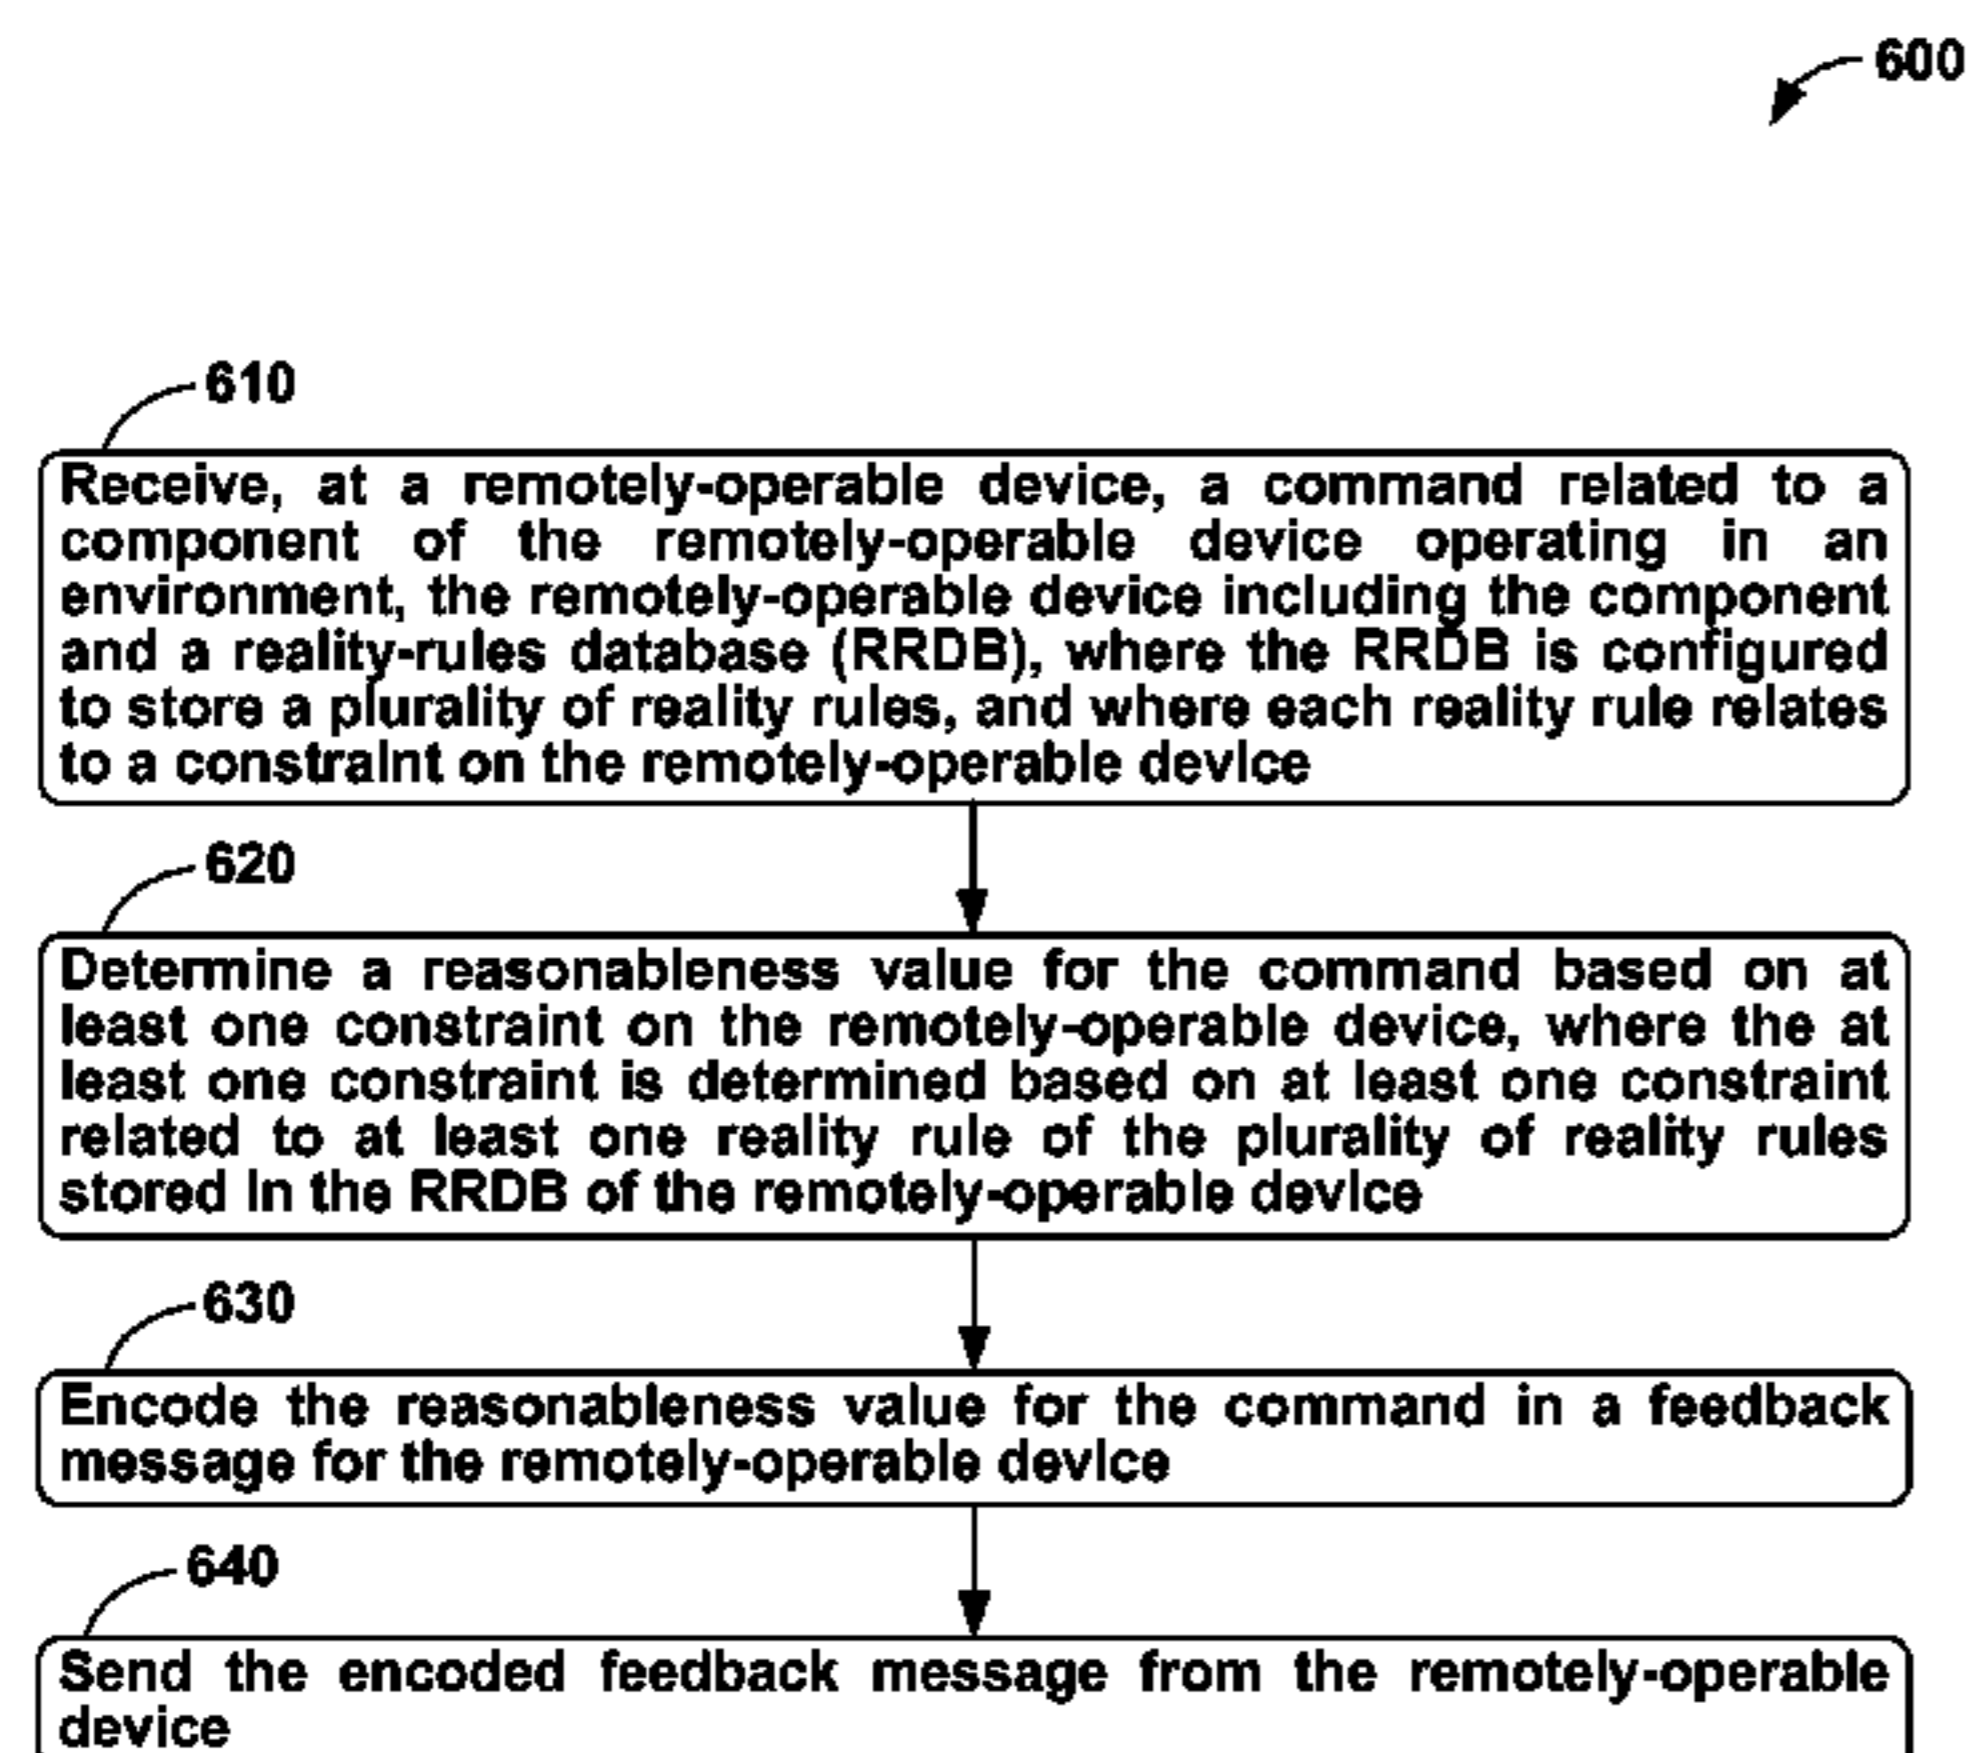 600
610
Receive, at a remotely-operable device, a command related to a
component of the remotely-operable device operating in an
environment, the remotely-operable device including the component
and a reality-rules database (RRDB), where the RRDB is configured
to store a plurality of reality rules, and where each reality rule relates
to a constraint on the remotely-operable device
620
Determine a reasonableness value for the command based on at
least one constraint on the remotely-operable device, where the at
least one constraint is determined based on at least one constraint
related to at least one reality rule of the plurality of reality rules
stored in the RRDB of the remotely-operable device
630
Encode the reasonableness value for the command in a feedback
message for the remotely-operable device
640
Send the encoded feedback message from the remotely-operable
device